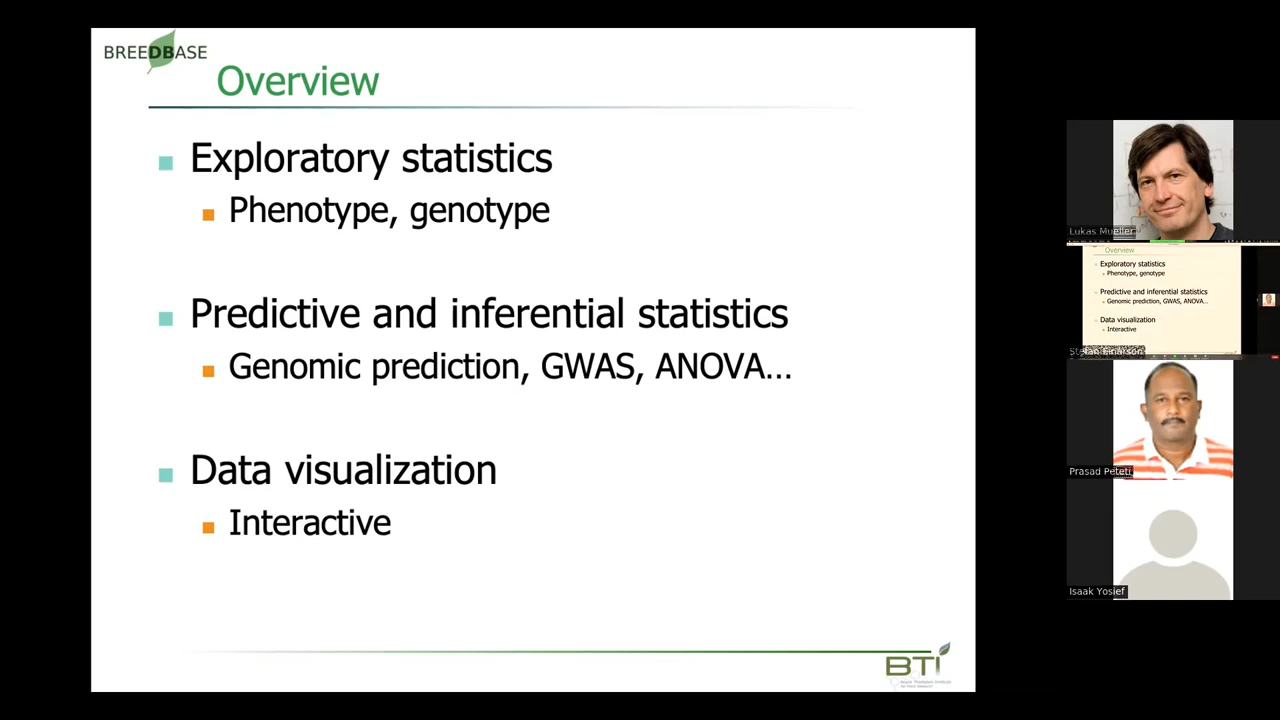 BREEDBASE
Overview
Exploratory statistics
Phenotype, genotype
Predictive and inferential statistics
Genomic prediction, GWAS, ANOVA...
Data visualization
Interactive
BTI
Lukas Mueller
Overview
Exploratory statistics
Phenotype, genotype
Predictive and inferential statistics
Genomic prediction, GWAS, ANOVA...
Data visualization
Interactive
Prasad Peteti
Isaak Yosief